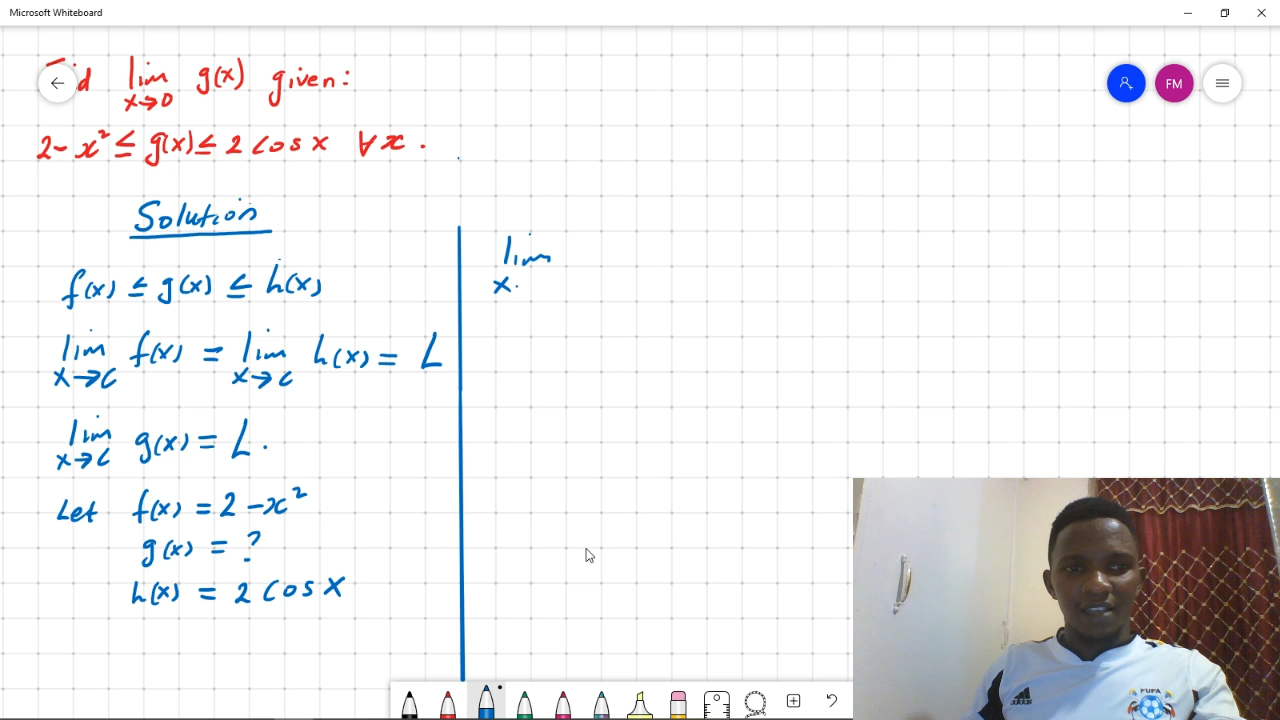 Microsoft Whiteboard
lim g(x) given:
x→0
2-x² ≤ g(x) ≤ 2 cos x ∀x.
FM
Solution
f(x) ≤ g(x) ≤ h(x)
lim f(x) = lim h(x) = L
x→c x→c
lim g(x) = L.
x→c
Let f(x) = 2-x²
g(x) = ?
h(x) = 2 cos x
lim
x.
FUFA